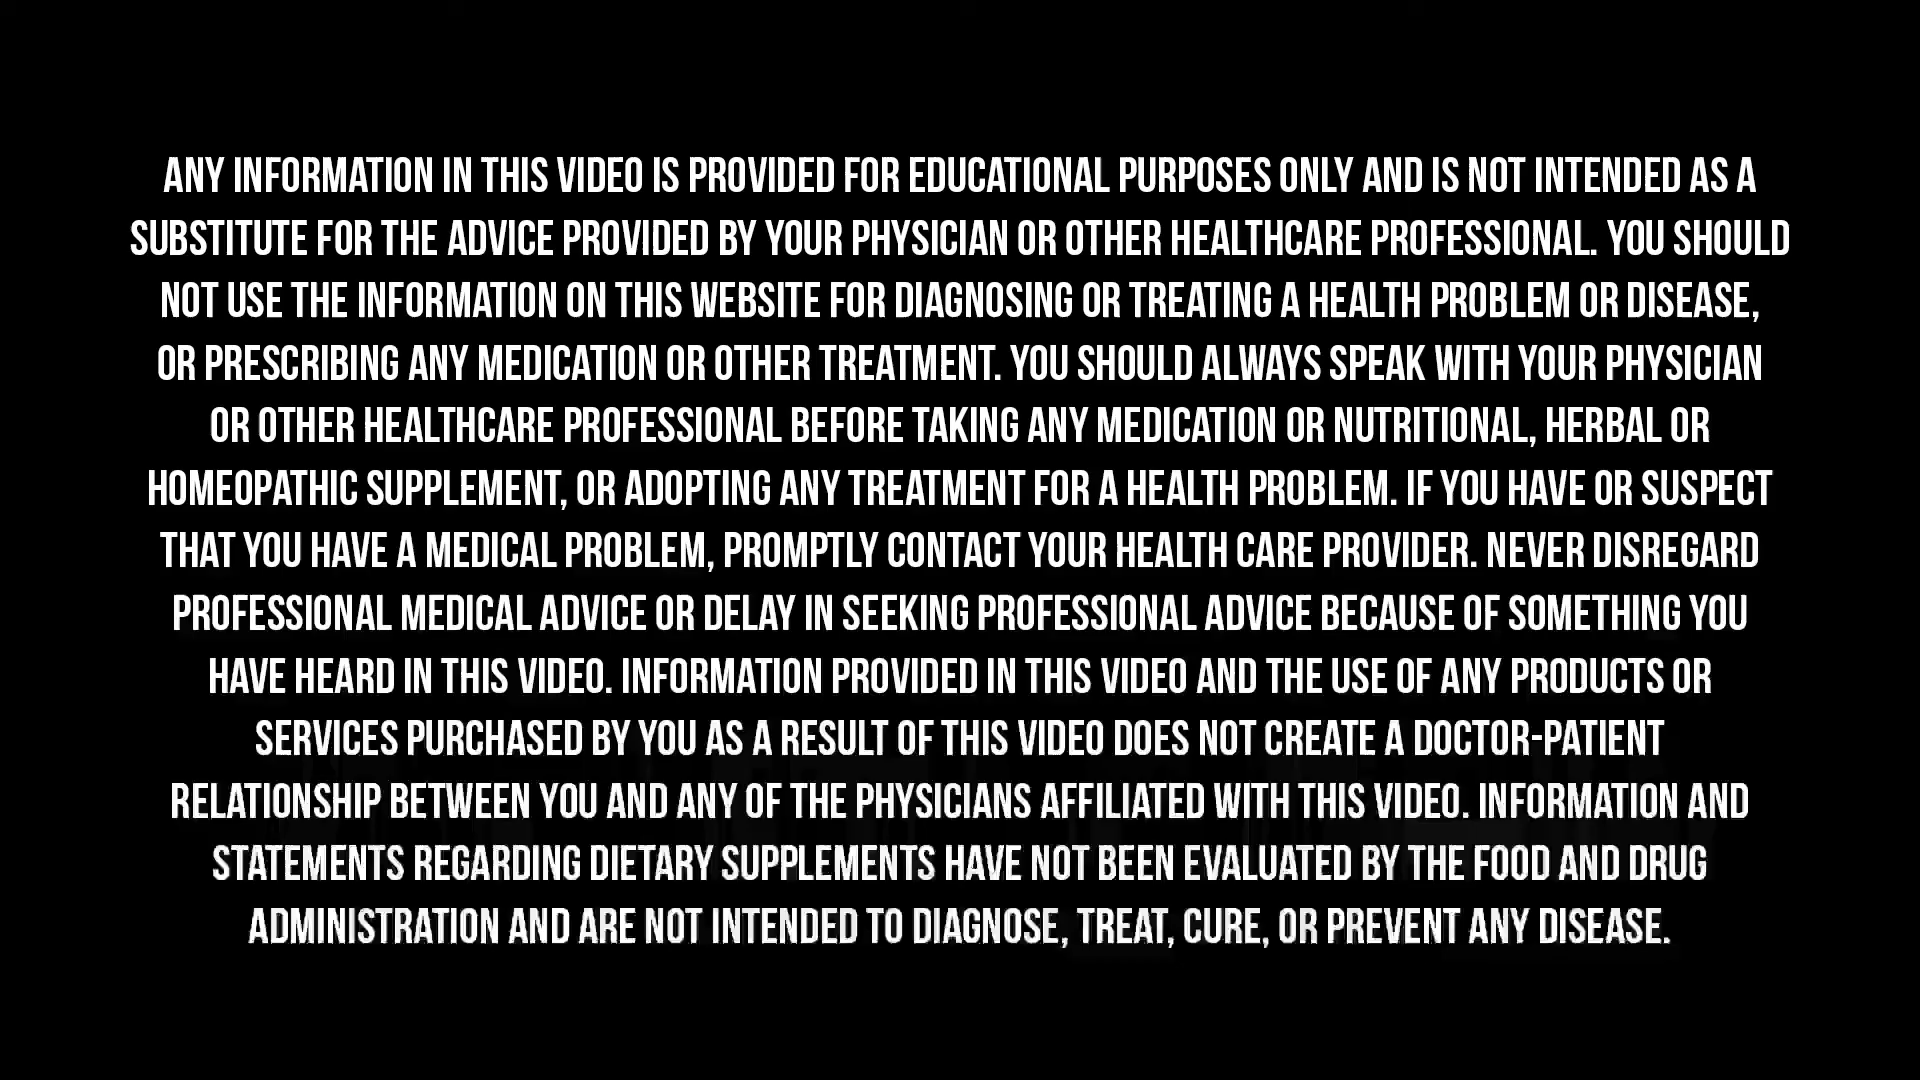 ANY INFORMATION IN THIS VIDEO IS PROVIDED FOR EDUCATIONAL PURPOSES ONLY AND IS NOT INTENDED AS A
SUBSTITUTE FOR THE ADVICE PROVIDED BY YOUR PHYSICIAN OR OTHER HEALTHCARE PROFESSIONAL. YOU SHOULD
NOT USE THE INFORMATION ON THIS WEBSITE FOR DIAGNOSING OR TREATING A HEALTH PROBLEM OR DISEASE,
OR PRESCRIBING ANY MEDICATION OR OTHER TREATMENT. YOU SHOULD ALWAYS SPEAK WITH YOUR PHYSICIAN
OR OTHER HEALTHCARE PROFESSIONAL BEFORE TAKING ANY MEDICATION OR NUTRITIONAL, HERBAL OR
HOMEOPATHIC SUPPLEMENT, OR ADOPTING ANY TREATMENT FOR A HEALTH PROBLEM. IF YOU HAVE OR SUSPECT
THAT YOU HAVE A MEDICAL PROBLEM, PROMPTLY CONTACT YOUR HEALTH CARE PROVIDER. NEVER DISREGARD
PROFESSIONAL MEDICAL ADVICE OR DELAY IN SEEKING PROFESSIONAL ADVICE BECAUSE OF SOMETHING YOU
HAVE HEARD IN THIS VIDEO. INFORMATION PROVIDED IN THIS VIDEO AND THE USE OF ANY PRODUCTS OR
SERVICES PURCHASED BY YOU AS A RESULT OF THIS VIDEO DOES NOT CREATE A DOCTOR-PATIENT
RELATIONSHIP BETWEEN YOU AND ANY OF THE PHYSICIANS AFFILIATED WITH THIS VIDEO. INFORMATION AND
STATEMENTS REGARDING DIETARY SUPPLEMENTS HAVE NOT BEEN EVALUATED BY THE FOOD AND DRUG
ADMINISTRATION AND ARE NOT INTENDED TO DIAGNOSE, TREAT, CURE, OR PREVENT ANY DISEASE.